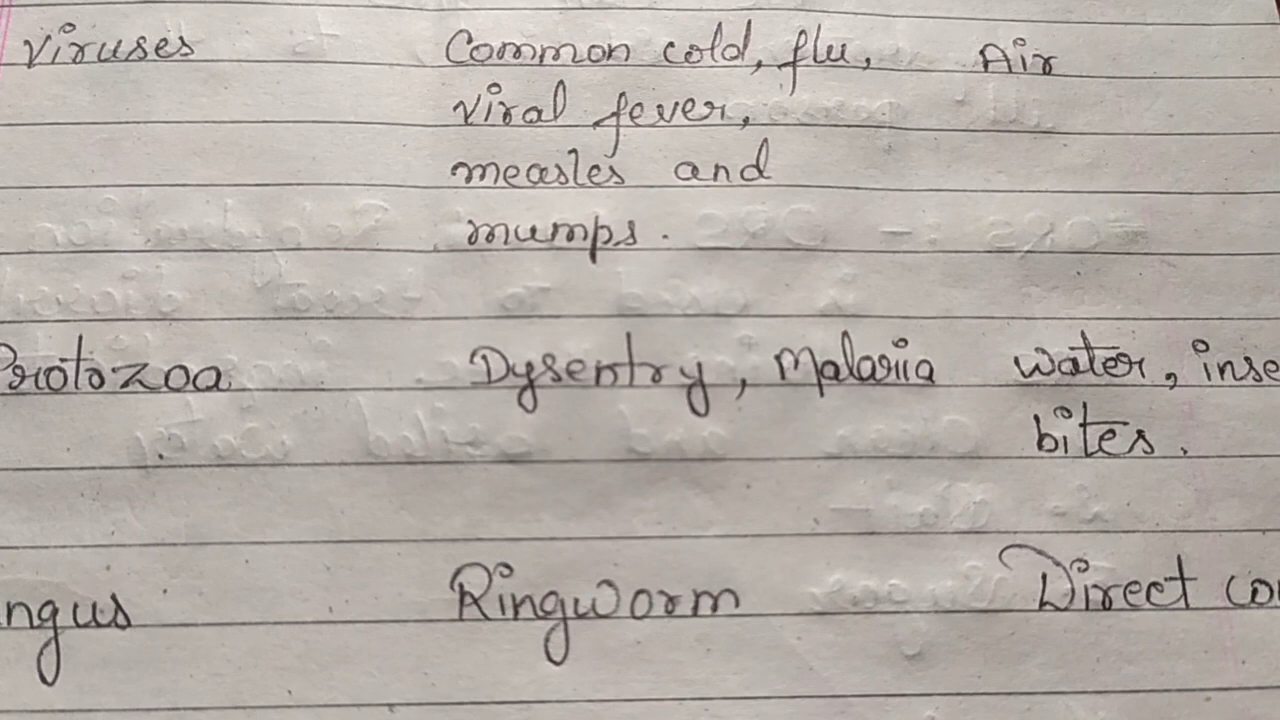 Viruses Common cold, flu, Air
viral fever,
measles and
mumps.
Protozoa Dysentry, Malaria water, inse
bites.
ngus Ringworm Direct co